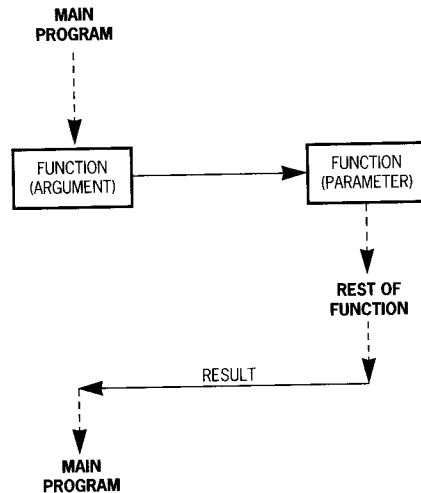 MAIN
PROGRAM
FUNCTION
(ARGUMENT)
FUNCTION
(PARAMETER)
REST OF
FUNCTION
RESULT
MAIN
PROGRAM